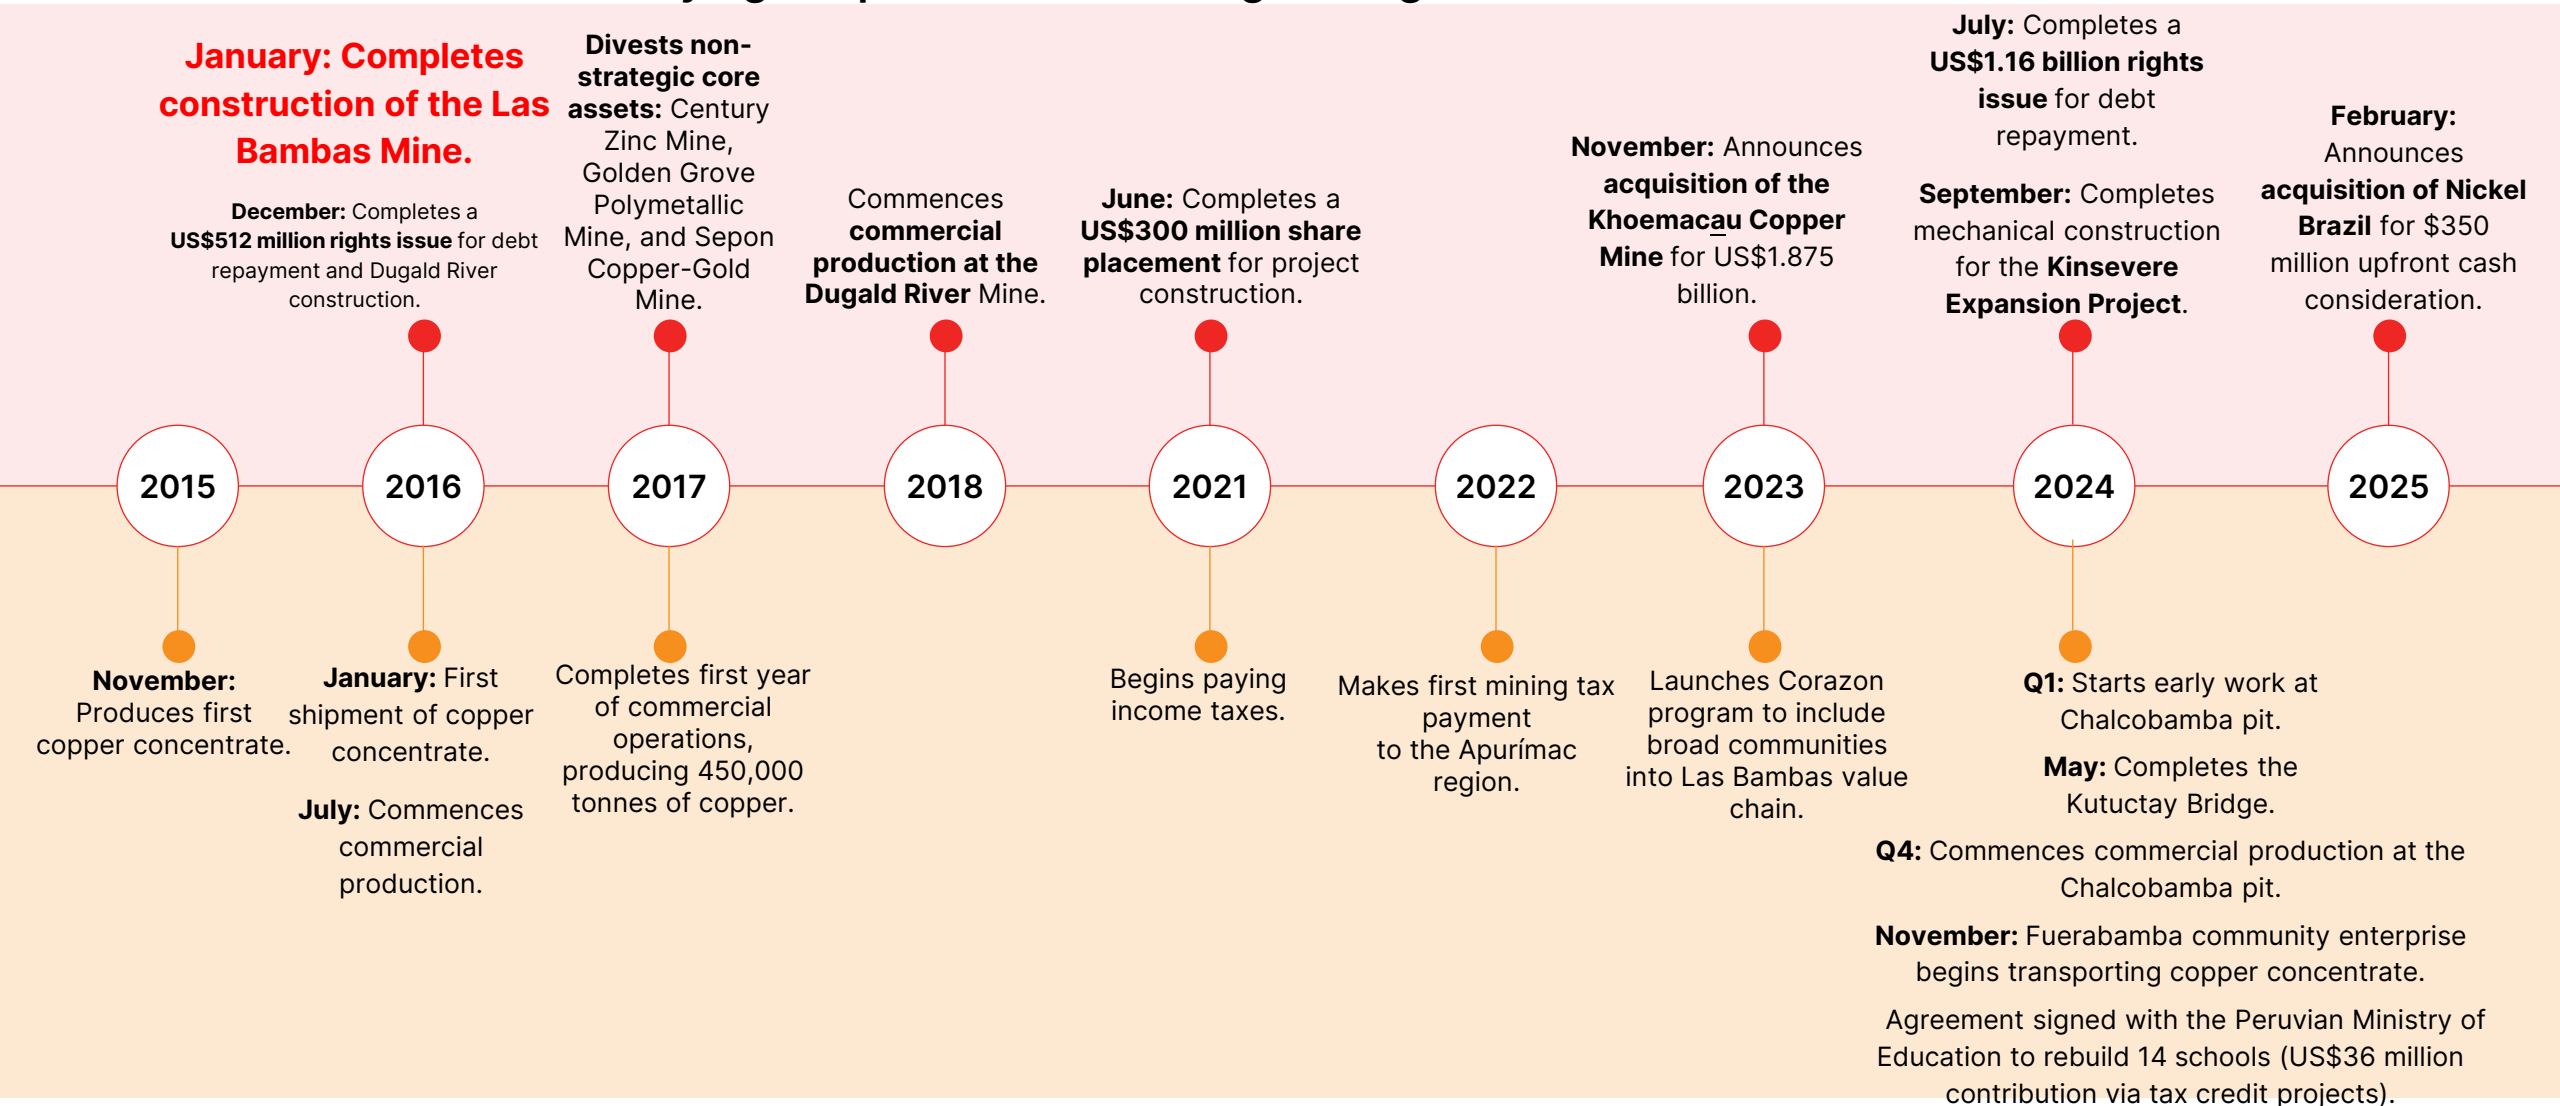 January: Completes
construction of the Las
Bambas Mine.
December: Completes a
US$512 million rights issue for debt
repayment and Dugald River
construction.
Divests non-
strategic core
assets: Century
Zinc Mine,
Golden Grove
Polymetallic
Mine, and Sepon
Copper-Gold
Mine.
Commences
commercial
production at the
Dugald River Mine.
June: Completes a
US$300 million share
placement for project
construction.
November: Announces
acquisition of the
Khoemacau Copper
Mine for US$1.875
billion.
July: Completes a
US$1.16 billion rights
issue for debt
repayment.
September: Completes
mechanical construction
for the Kinsevere
Expansion Project.
February:
Announces
acquisition of Nickel
Brazil for $350
million upfront cash
consideration.
2015
2016
2017
2018
2021
2022
2023
2024
2025
November:
Produces first
copper concentrate.
January: First
shipment of copper
concentrate.
July: Commences
commercial
production.
Completes first year
of commercial
operations,
producing 450,000
tonnes of copper.
Begins paying
income taxes.
Makes first mining tax
payment
to the Apurímac
region.
Launches Corazon
program to include
broad communities
into Las Bambas value
chain.
Q1: Starts early work at
Chalcobamba pit.
May: Completes the
Kutuctay Bridge.
Q4: Commences commercial production at the
Chalcobamba pit.
November: Fuerabamba community enterprise
begins transporting copper concentrate.
Agreement signed with the Peruvian Ministry of
Education to rebuild 14 schools (US$36 million
contribution via tax credit projects).